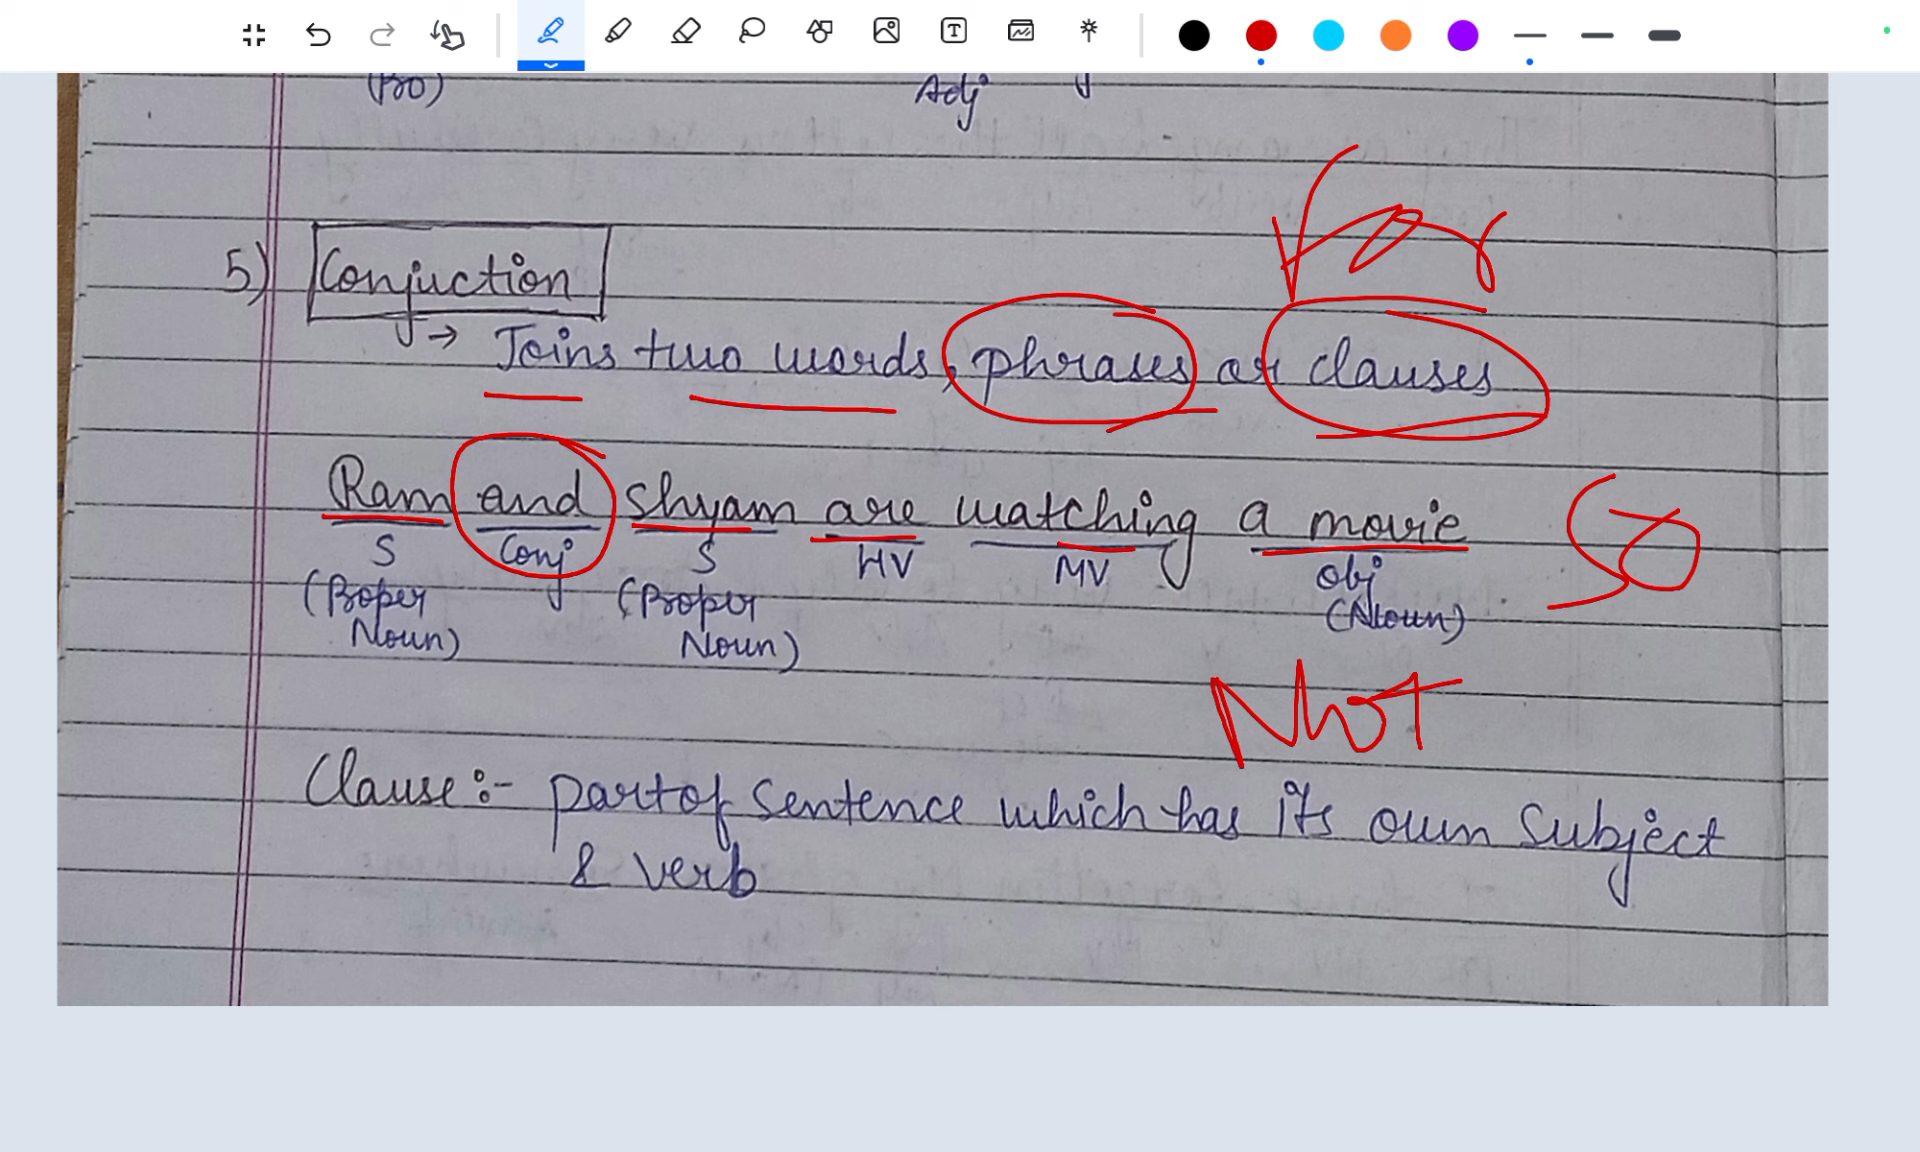 (Pro) Adj
For
5) Conjuction
→ Joins two words, phrases or clauses
Ram and shyam are watching a movie
S Conj S HV MV obj
(Proper Noun) (Proper Noun) (Noun)
So
Clause:- part of sentence which has its own subject
& verb